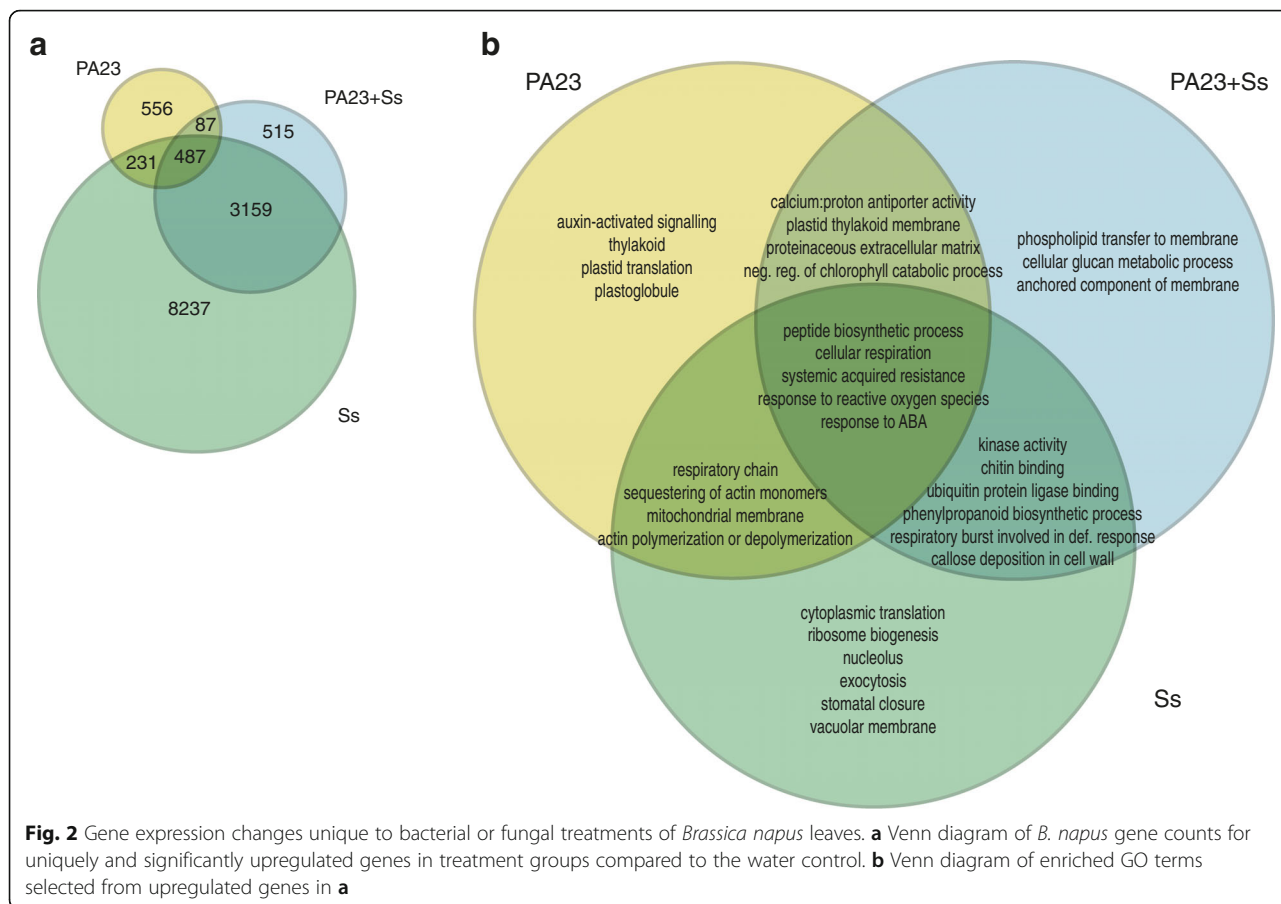 a
PA23
PA23+Ss
556
87
515
231
487
3159
8237
Ss
b
PA23
PA23+Ss
auxin-activated signalling
thylakoid
plastid translation
plastoglobule
calcium:proton antiporter activity
plastid thylakoid membrane
proteinaceous extracellular matrix
neg. reg. of chlorophyll catabolic process
phospholipid transfer to membrane
cellular glucan metabolic process
anchored component of membrane
peptide biosynthetic process
cellular respiration
systemic acquired resistance
response to reactive oxygen species
response to ABA
respiratory chain
sequestering of actin monomers
mitochondrial membrane
actin polymerization or depolymerization
kinase activity
chitin binding
ubiquitin protein ligase binding
phenylpropanoid biosynthetic process
respiratory burst involved in def. response
callose deposition in cell wall
cytoplasmic translation
ribosome biogenesis
nucleolus
exocytosis
stomatal closure
vacuolar membrane
Ss
Fig. 2 Gene expression changes unique to bacterial or fungal treatments of Brassica napus leaves. a Venn diagram of B. napus gene counts for
uniquely and significantly upregulated genes in treatment groups compared to the water control. b Venn diagram of enriched GO terms
selected from upregulated genes in a